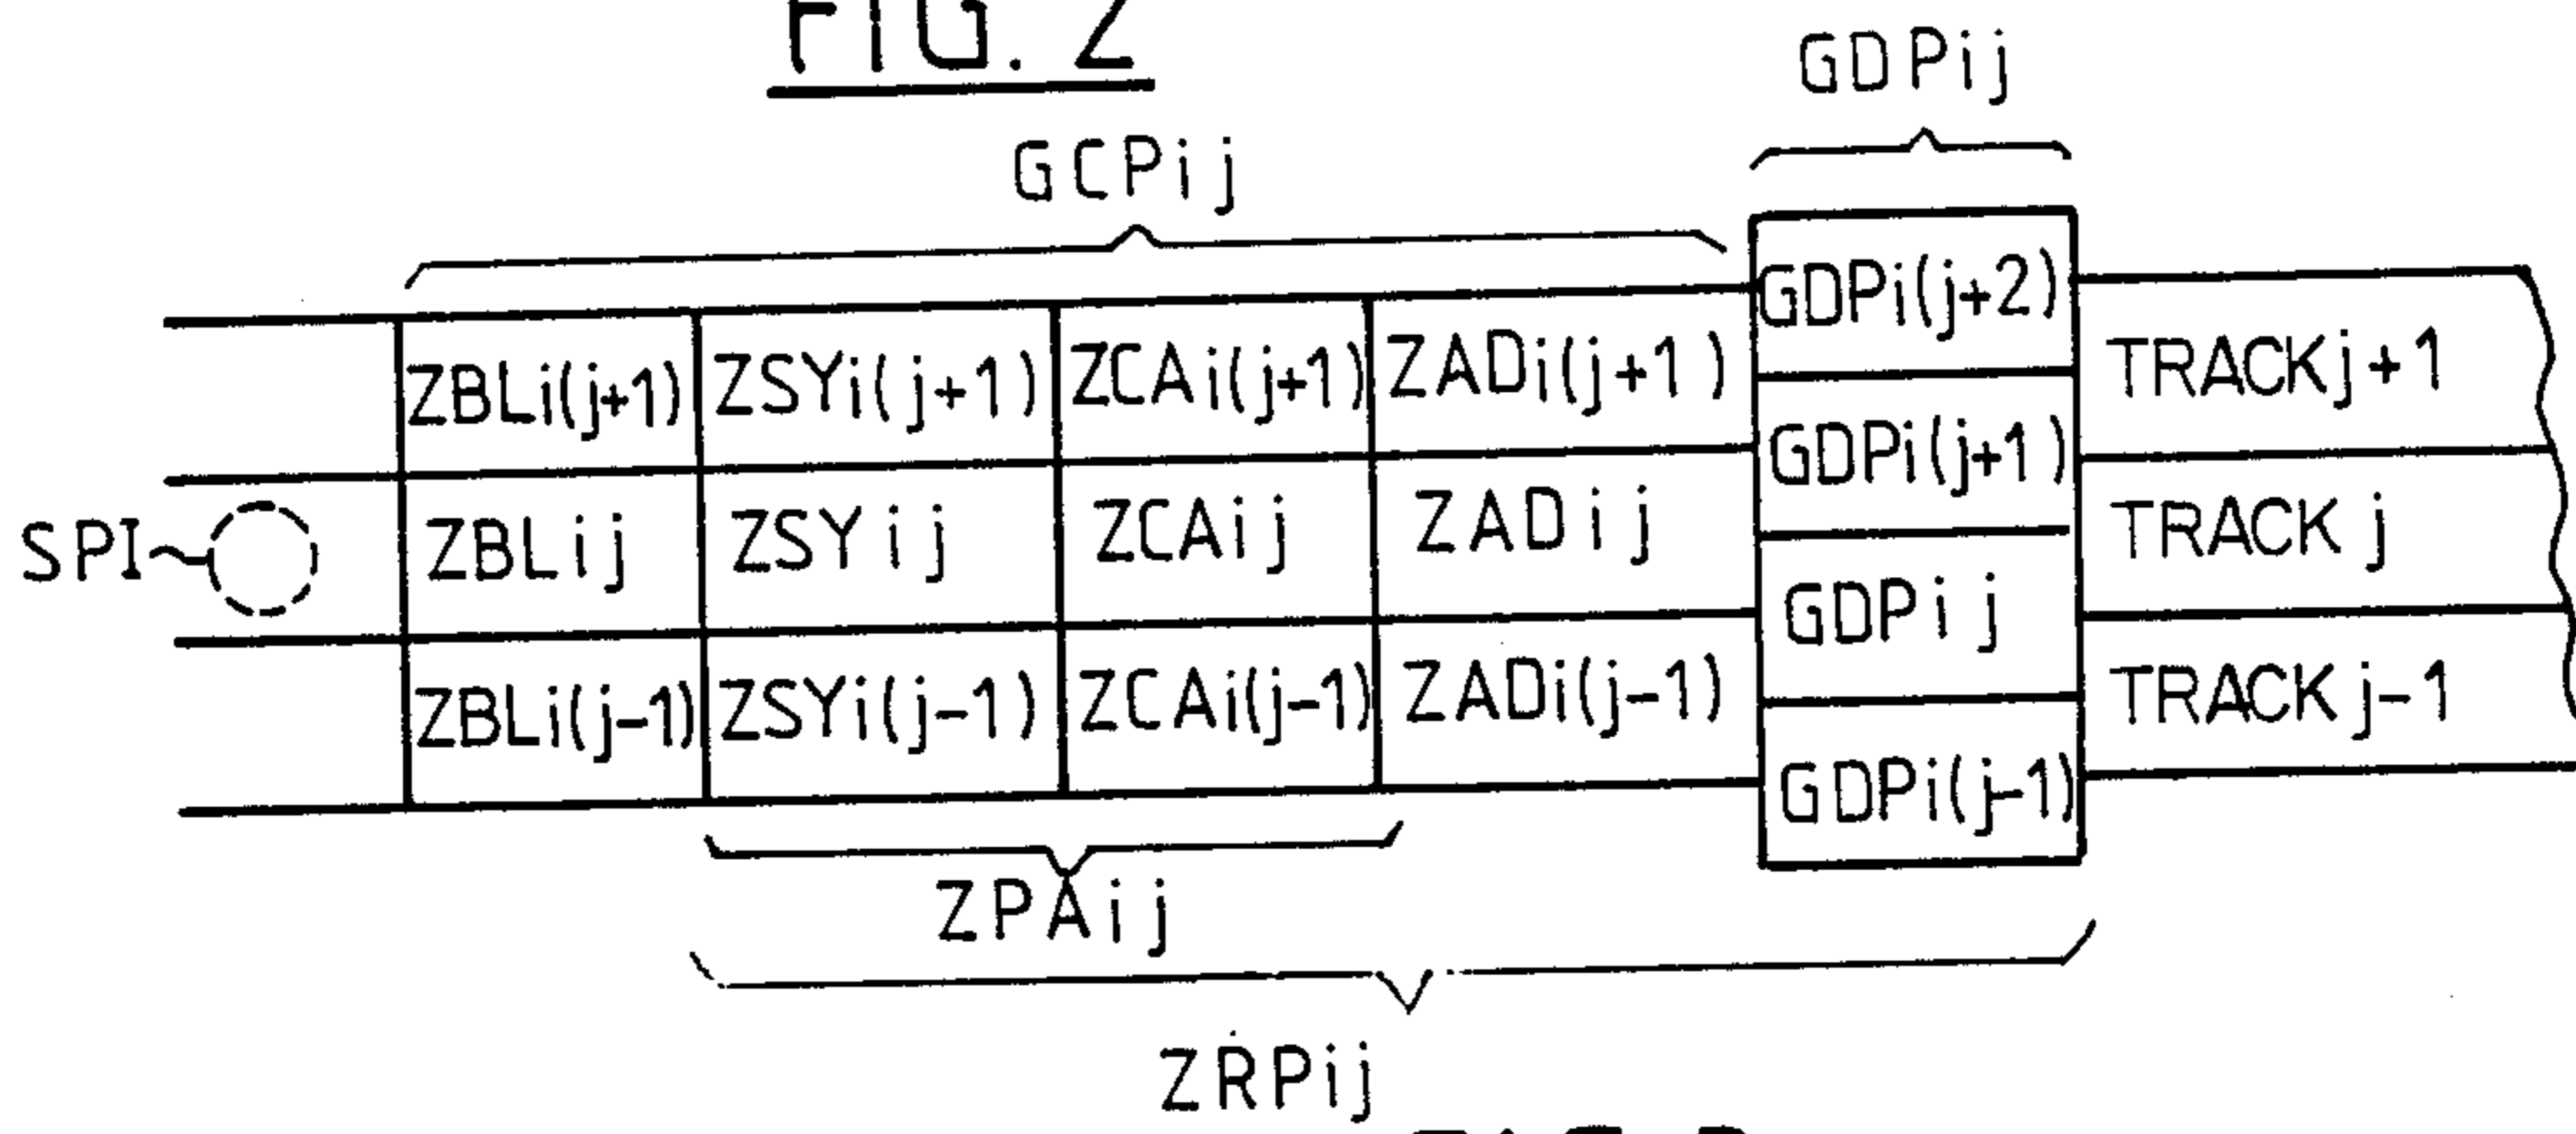 FIG. 2
GDPij
GCPij
GDPi(j+2)
ZBLi(j+1) ZSYi(j+1) ZCAi(j+1) ZADi(j+1) TRACKj+1
GDPi(j+1)
SPI ZBLij ZSYij ZCAij ZADij TRACKj
GDPij
ZBLi(j-1) ZSYi(j-1) ZCAi(j-1) ZADi(j-1) TRACKj-1
GDPi(j-1)
ZPAij
ZRPij